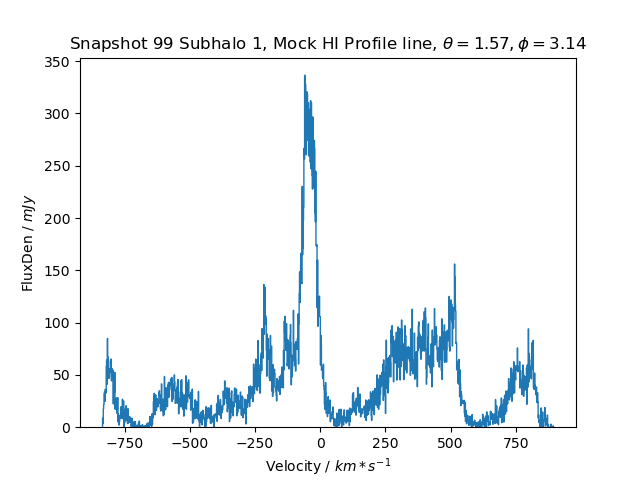 Snapshot 99 Subhalo 1, Mock HI Profile line, θ = 1.57, ϕ = 3.14
FluxDen / mJy
350
300
250
200
150
100
50
0
−750 −500 −250 0 250 500 750
Velocity / km * s⁻¹